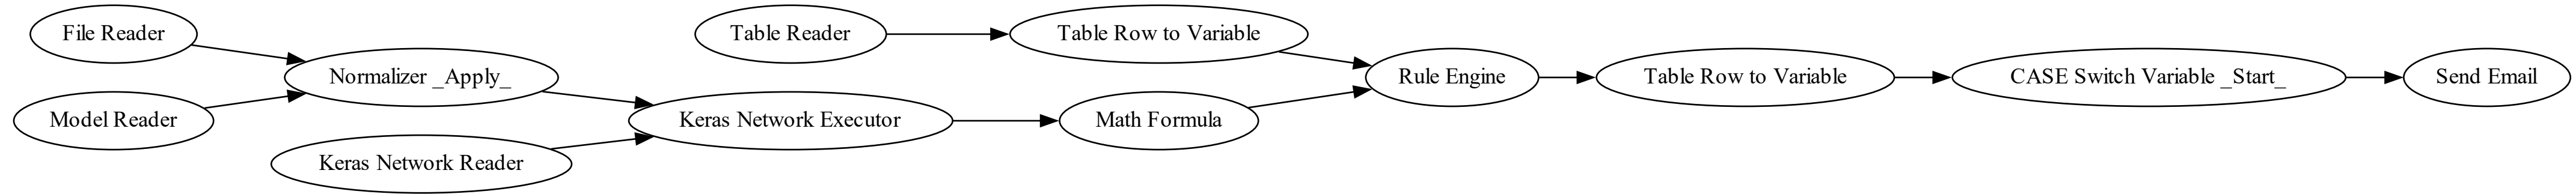 File Reader
Model Reader
Normalizer _Apply_
Keras Network Reader
Table Reader
Keras Network Executor
Table Row to Variable
Math Formula
Rule Engine
Table Row to Variable
CASE Switch Variable _Start_
Send Email